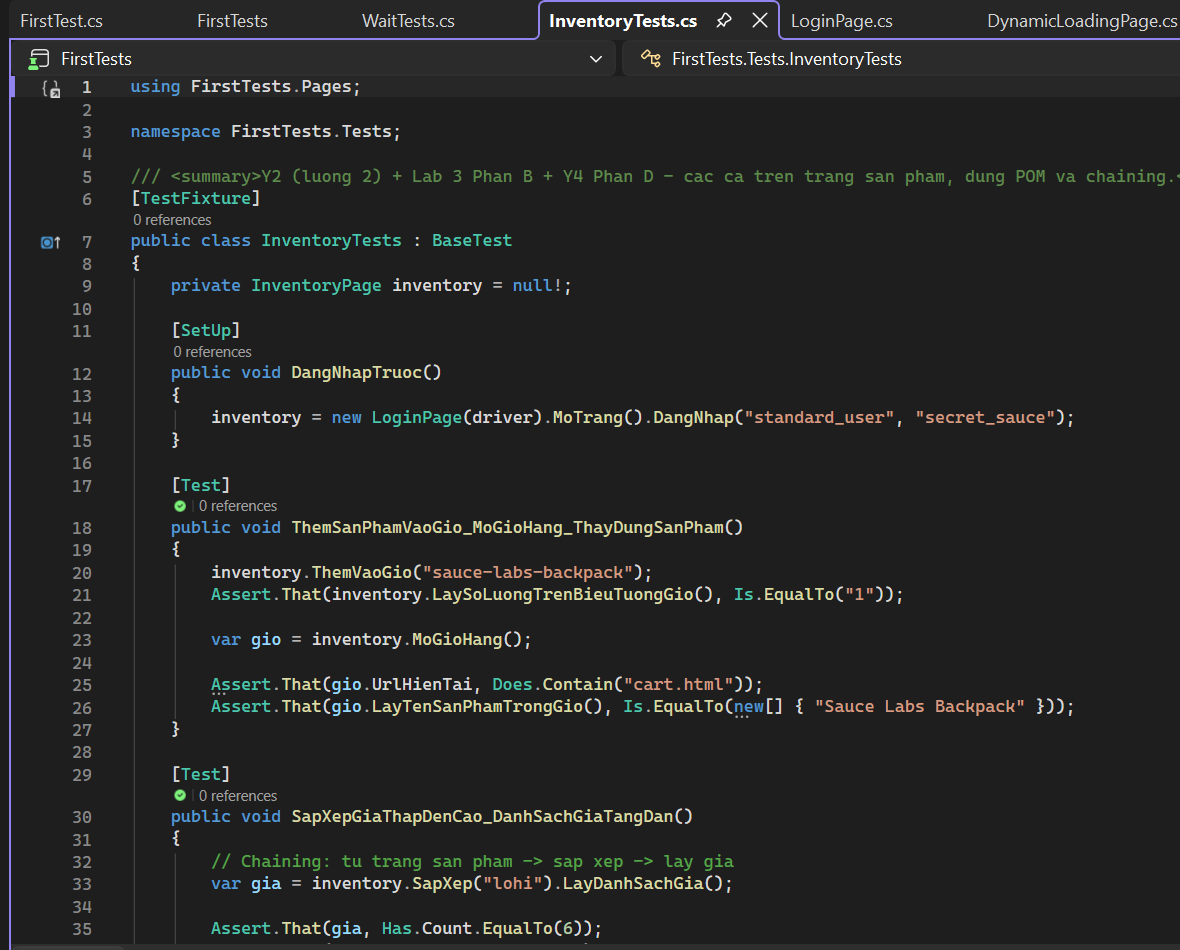 FirstTest.cs FirstTests WaitTests.cs InventoryTests.cs LoginPage.cs DynamicLoadingPage.cs
FirstTests FirstTests.Tests.InventoryTests
1 using FirstTests.Pages;
2
3 namespace FirstTests.Tests;
4
5 /// <summary>Y2 (luong 2) + Lab 3 Phan B + Y4 Phan D - cac ca tren trang san pham, dung POM va chaining.<
6 [TestFixture]
0 references
7 public class InventoryTests : BaseTest
8 {
9 private InventoryPage inventory = null!;
10
11 [SetUp]
0 references
12 public void DangNhapTruoc()
13 {
14 inventory = new LoginPage(driver).MoTrang().DangNhap("standard_user", "secret_sauce");
15 }
16
17 [Test]
0 references
18 public void ThemSanPhamVaoGio_MoGioHang_ThayDungSanPham()
19 {
20 inventory.ThemVaoGio("sauce-labs-backpack");
21 Assert.That(inventory.LaySoLuongTrenBieuTuongGio(), Is.EqualTo("1"));
22
23 var gio = inventory.MoGioHang();
24
25 Assert.That(gio.UrlHienTai, Does.Contain("cart.html"));
26 Assert.That(gio.LayTenSanPhamTrongGio(), Is.EqualTo(new[] { "Sauce Labs Backpack" }));
27 }
28
29 [Test]
0 references
30 public void SapXepGiaThapDenCao_DanhSachGiaTangDan()
31 {
32 // Chaining: tu trang san pham -> sap xep -> lay gia
33 var gia = inventory.SapXep("lohi").LayDanhSachGia();
34
35 Assert.That(gia, Has.Count.EqualTo(6));